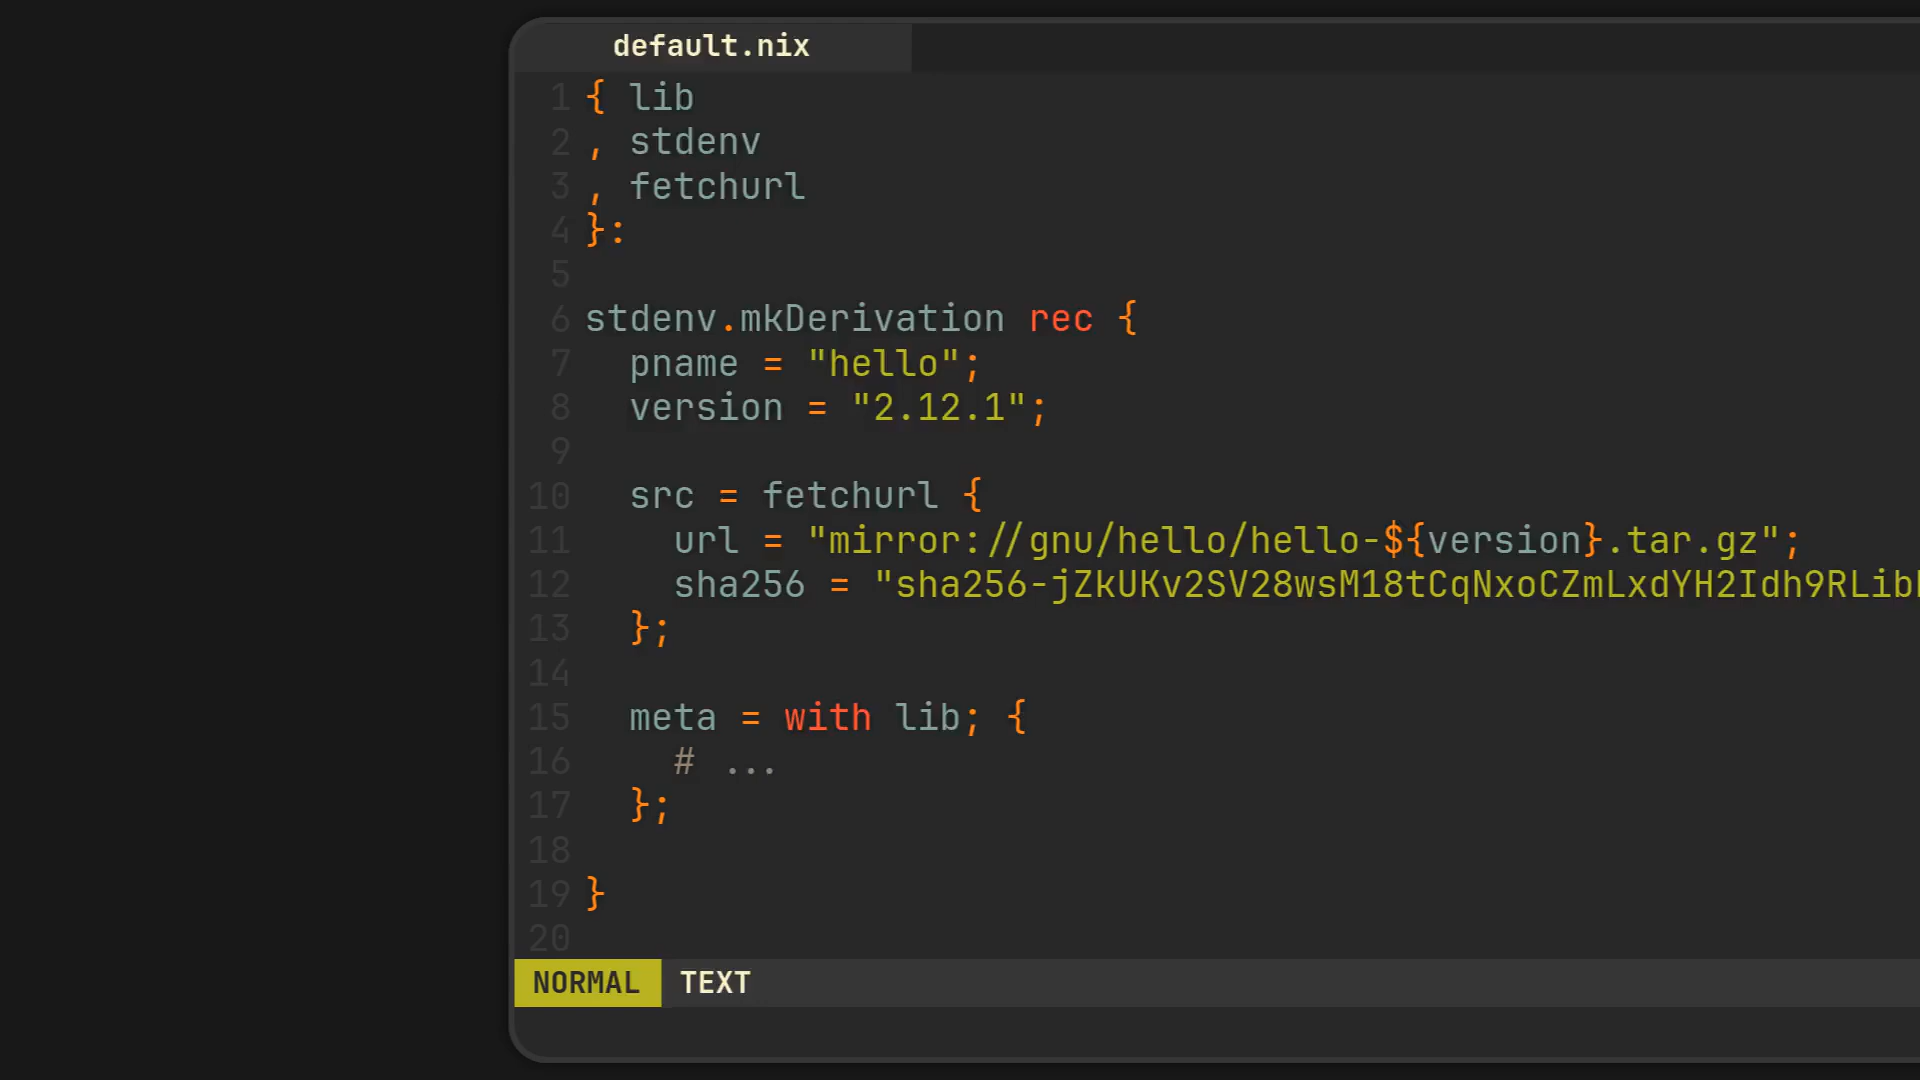 default.nix
1 { lib
2 , stdenv
3 , fetchurl
4 }:
5
6 stdenv.mkDerivation rec {
7   pname = "hello";
8   version = "2.12.1";
9
10   src = fetchurl {
11     url = "mirror://gnu/hello/hello-${version}.tar.gz";
12     sha256 = "sha256-jZkUKv2SV28wsM18tCqNxoCZmLxdYH2Idh9RLib
13   };
14
15   meta = with lib; {
16     # ...
17   };
18
19 }
20
NORMAL TEXT